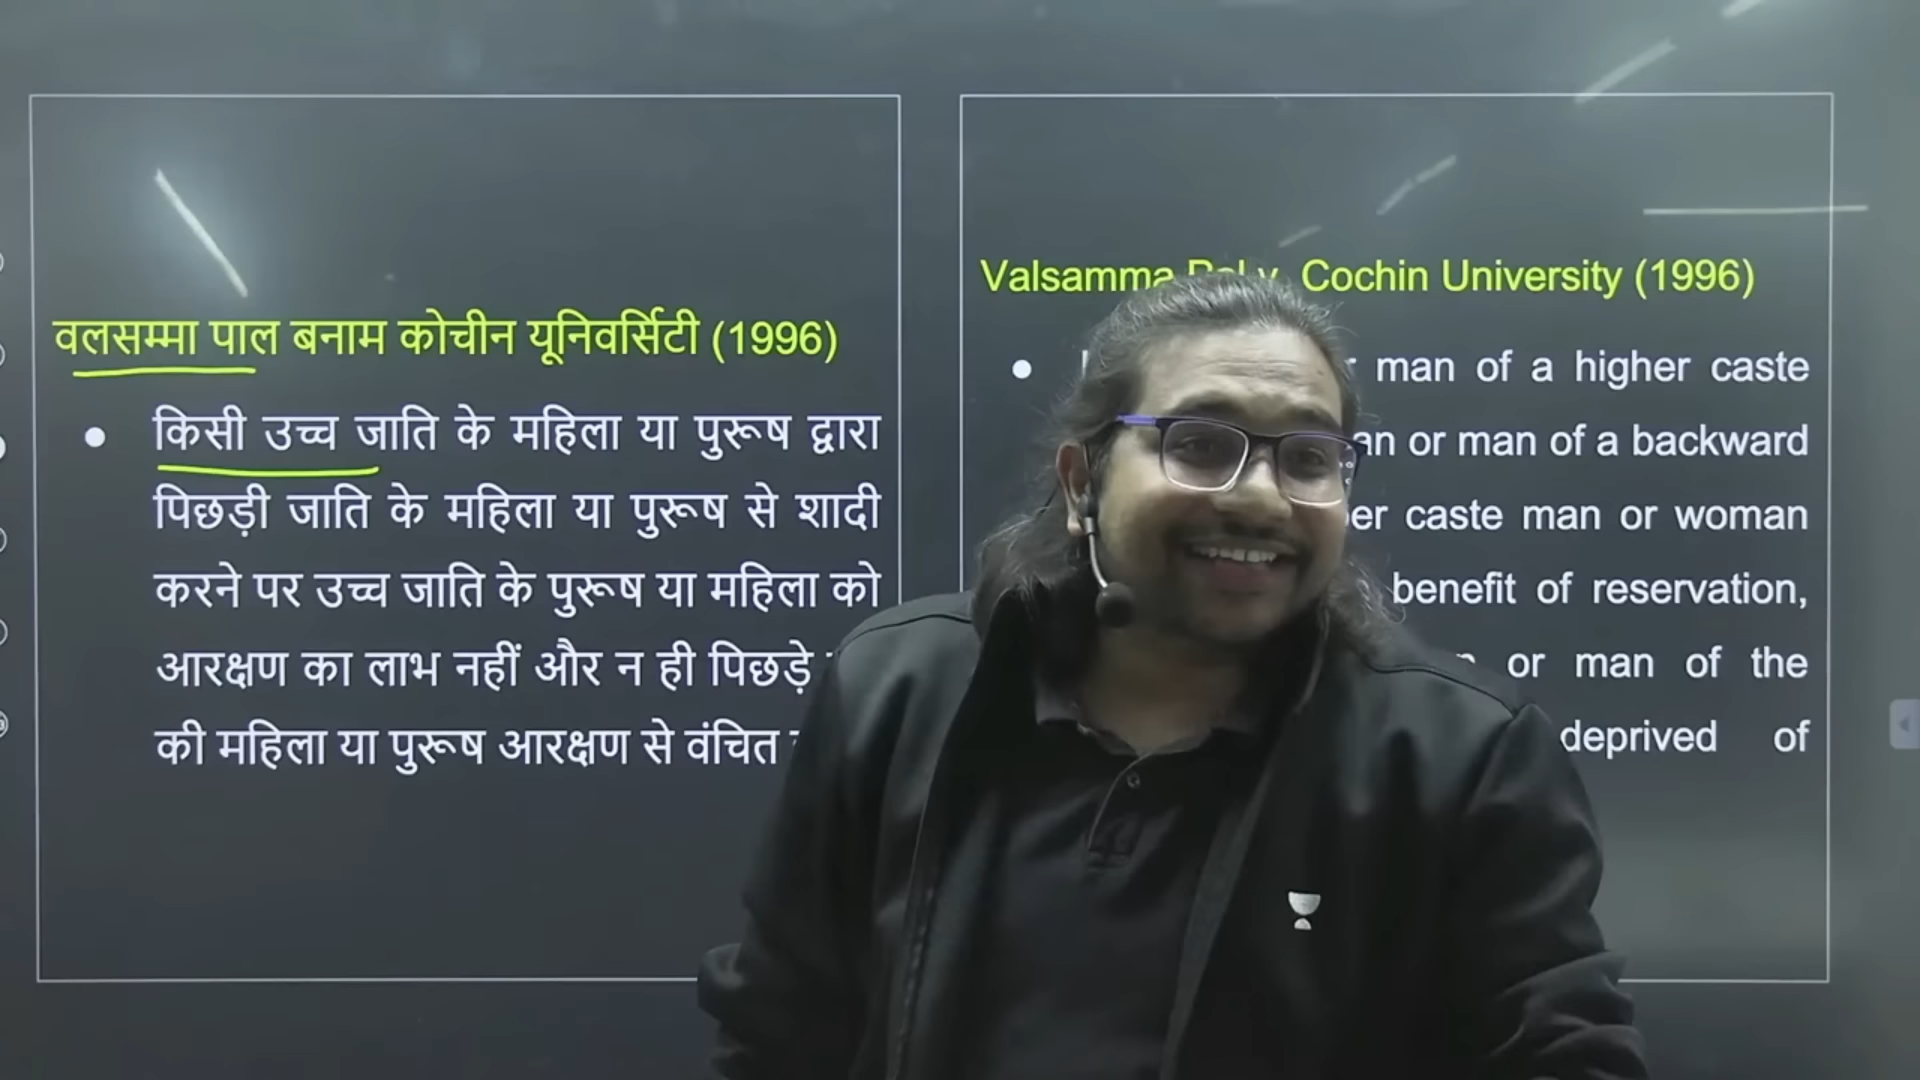 वलसम्मा पाल बनाम कोचीन यूनिवर्सिटी (1996)
किसी उच्च जाति के महिला या पुरूष द्वारा
पिछड़ी जाति के महिला या पुरूष से शादी
करने पर उच्च जाति के पुरूष या महिला को
आरक्षण का लाभ नहीं और न ही पिछड़े
की महिला या पुरूष आरक्षण से वंचित
Valsamma Cochin University (1996)
man of a higher caste
or man of a backward
caste man or woman
benefit of reservation,
or man of the
deprived of